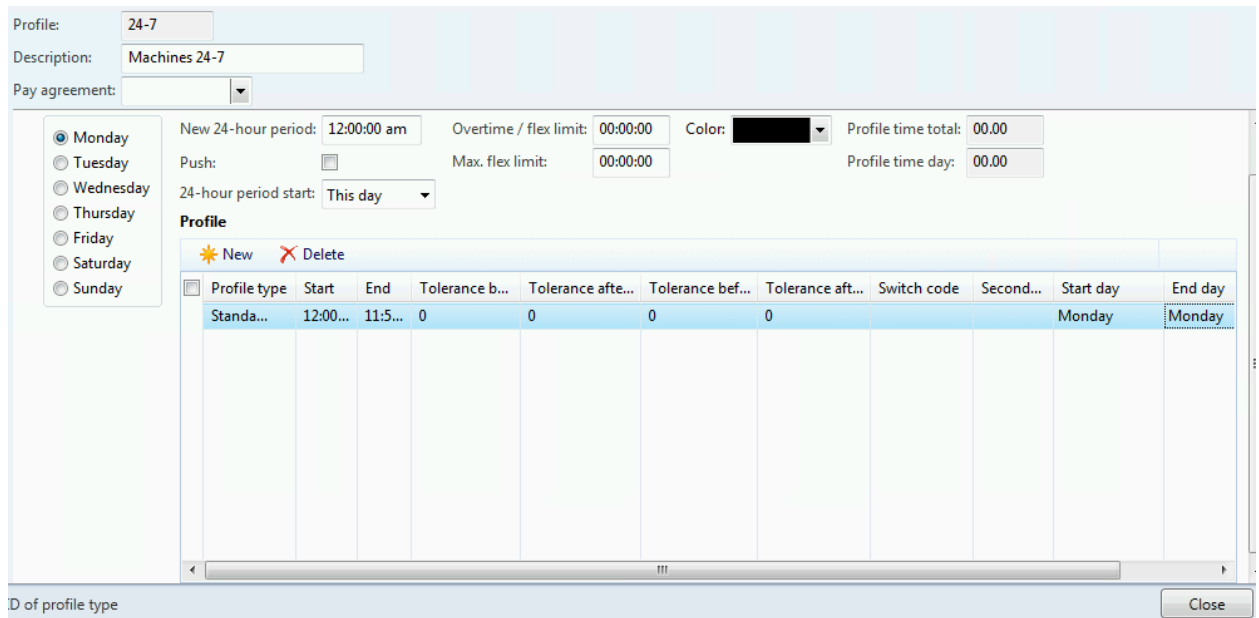 Profile: 24-7
Description: Machines 24-7
Pay agreement:
Monday
Tuesday
Wednesday
Thursday
Friday
Saturday
Sunday
New 24-hour period: 12:00:00 am Overtime / flex limit: 00:00:00 Color: Profile time total: 00.00
Push: Max. flex limit: 00:00:00 Profile time day: 00.00
24-hour period start: This day
Profile
New Delete
Profile type Start End Tolerance b... Tolerance afte... Tolerance bef... Tolerance aft... Switch code Second... Start day End day
Standa... 12:00... 11:5... 0 0 0 0 Monday Monday
D of profile type Close